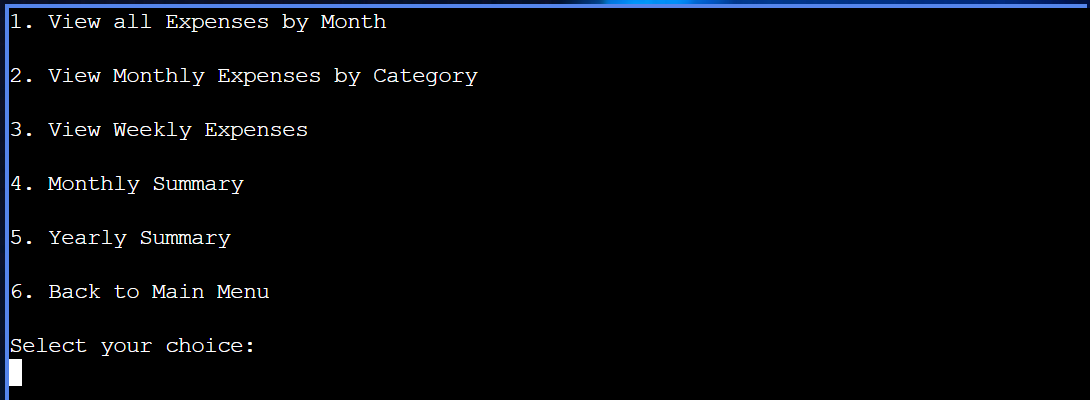 1. View all Expenses by Month
2. View Monthly Expenses by Category
3. View Weekly Expenses
4. Monthly Summary
5. Yearly Summary
6. Back to Main Menu
Select your choice: